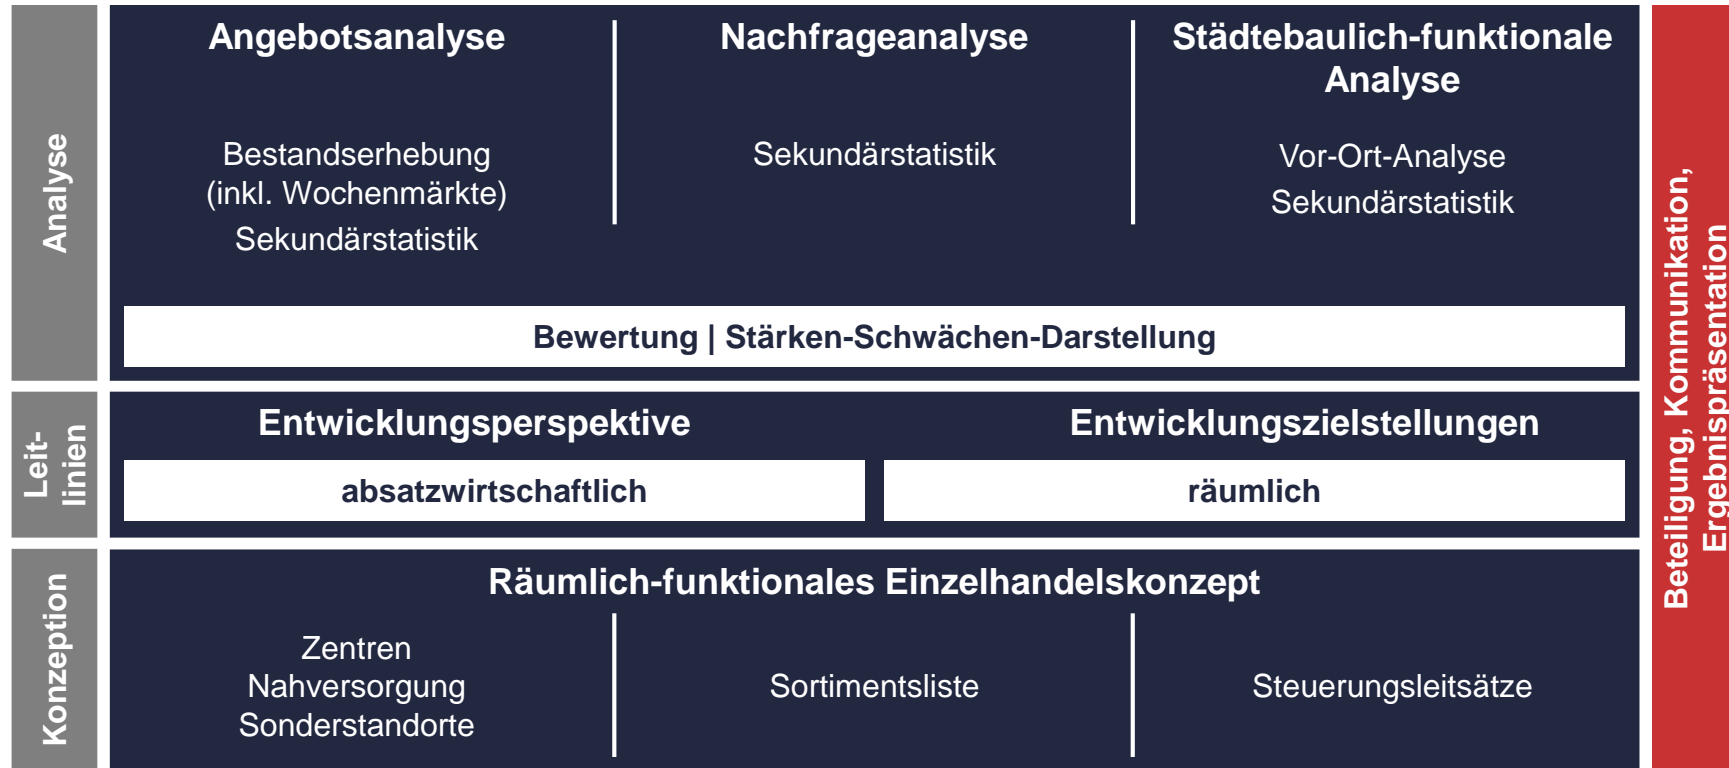 Analyse
Angebotsanalyse
Bestandserhebung
(inkl. Wochenmärkte)
Sekundärstatistik
Nachfrageanalyse
Sekundärstatistik
Städtebaulich-funktionale
Analyse
Vor-Ort-Analyse
Sekundärstatistik
Bewertung | Stärken-Schwächen-Darstellung
Leit-
linien
Entwicklungsperspektive
absatzwirtschaftlich
Entwicklungszielstellungen
räumlich
Konzeption
Räumlich-funktionales Einzelhandelskonzept
Zentren
Nahversorgung
Sonderstandorte
Sortimentsliste
Steuerungsleitsätze
Beteiligung, Kommunikation,
Ergebnispräsentation